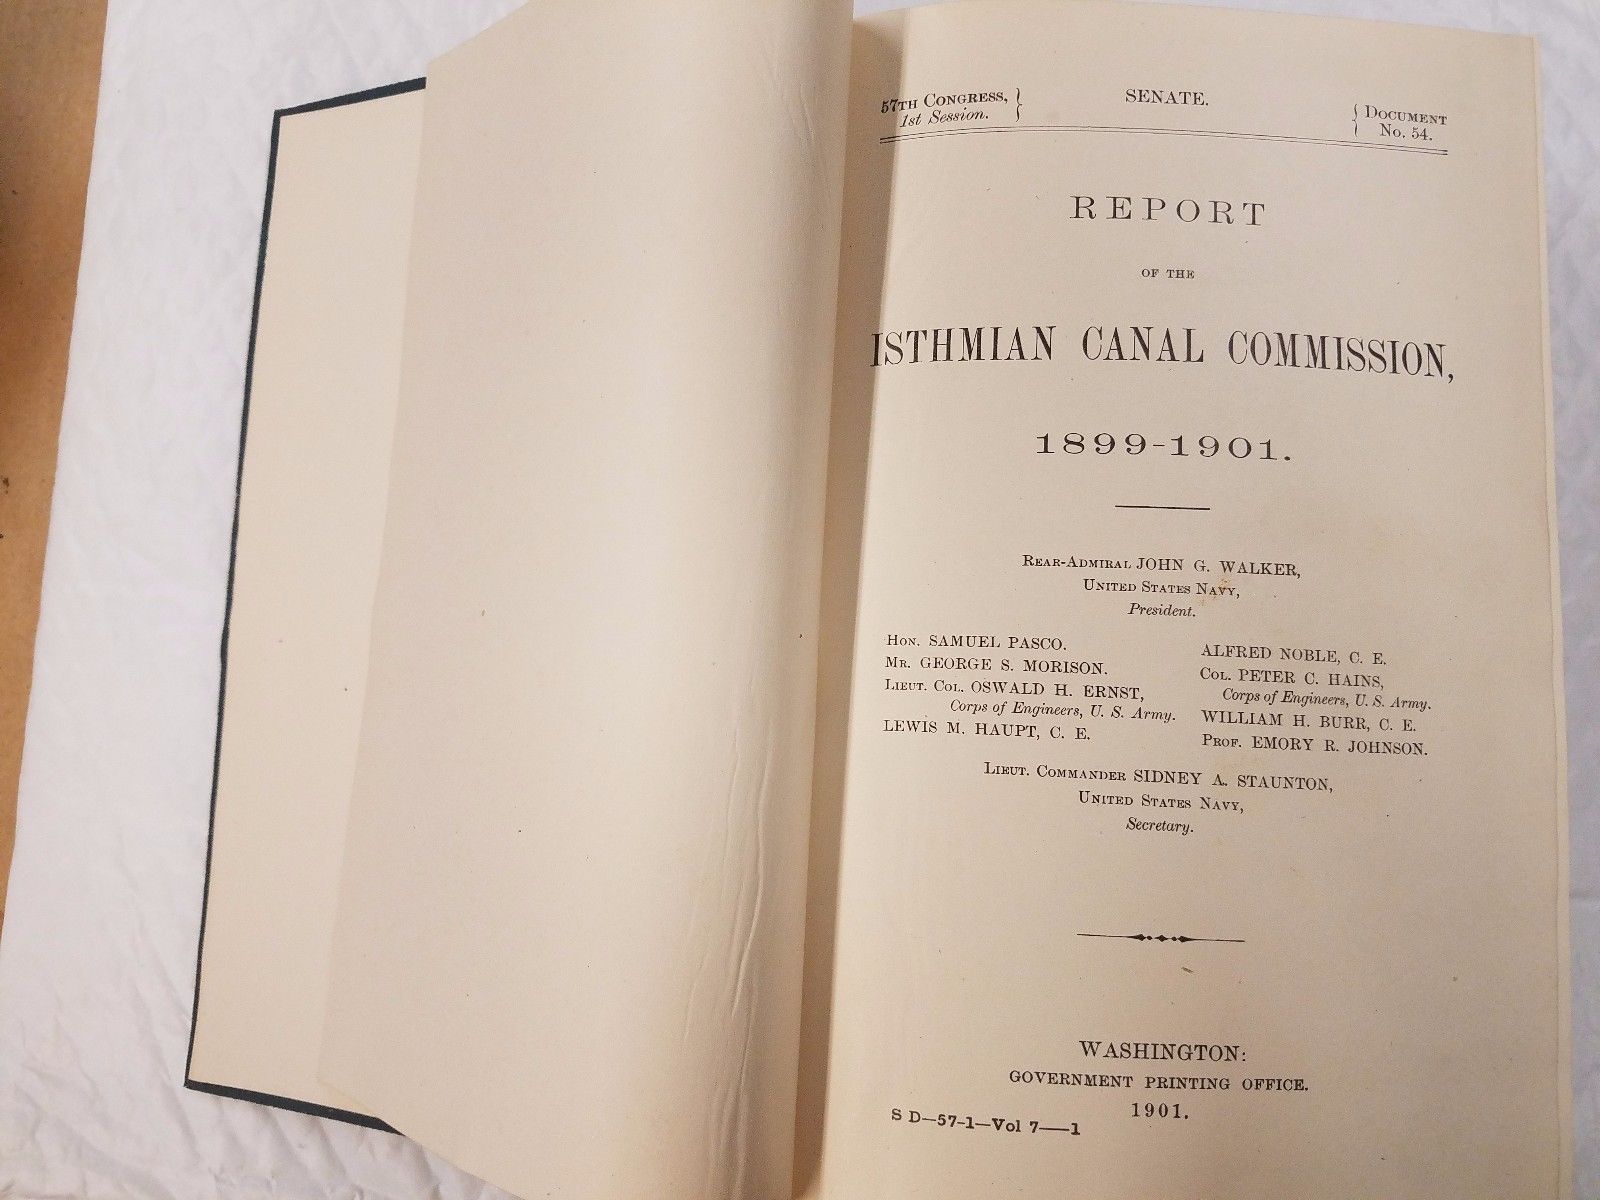 57TH CONGRESS, } SENATE. { DOCUMENT
1st Session. } { No. 54.
REPORT
OF THE
ISTHMIAN CANAL COMMISSION,
1899-1901.
REAR-ADMIRAL JOHN G. WALKER,
UNITED STATES NAVY,
President.
HON. SAMUEL PASCO.
MR. GEORGE S. MORISON.
LIEUT. COL. OSWALD H. ERNST,
Corps of Engineers, U. S. Army.
LEWIS M. HAUPT, C. E.
ALFRED NOBLE, C. E.
COL. PETER C. HAINS,
Corps of Engineers, U. S. Army.
WILLIAM H. BURR, C. E.
PROF. EMORY R. JOHNSON.
LIEUT. COMMANDER SIDNEY A. STAUNTON,
UNITED STATES NAVY,
Secretary.
WASHINGTON:
GOVERNMENT PRINTING OFFICE.
1901.
S D—57-1—Vol 7——1